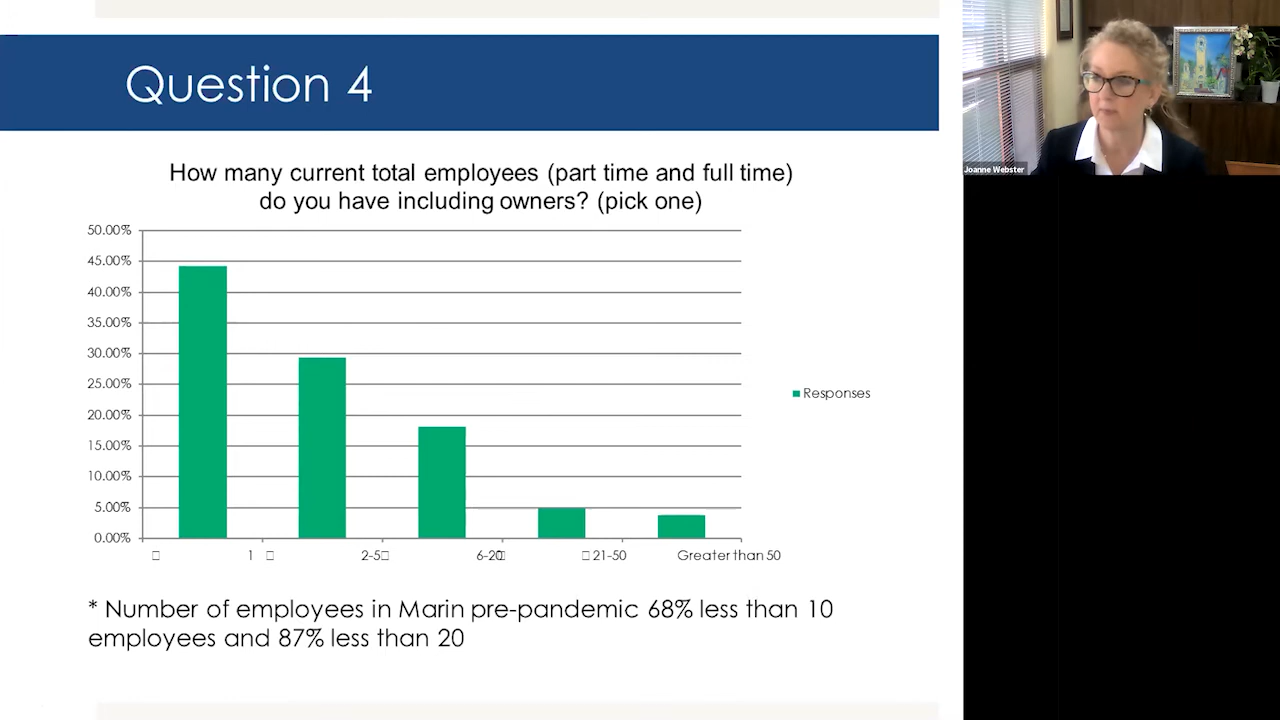 Question 4
How many current total employees (part time and full time)
do you have including owners? (pick one)
50.00%
45.00%
40.00%
35.00%
30.00%
25.00%
20.00%
15.00%
10.00%
5.00%
0.00%
1
2-5
6-20
21-50
Greater than 50
Responses
* Number of employees in Marin pre-pandemic 68% less than 10
employees and 87% less than 20
Joanne Webster